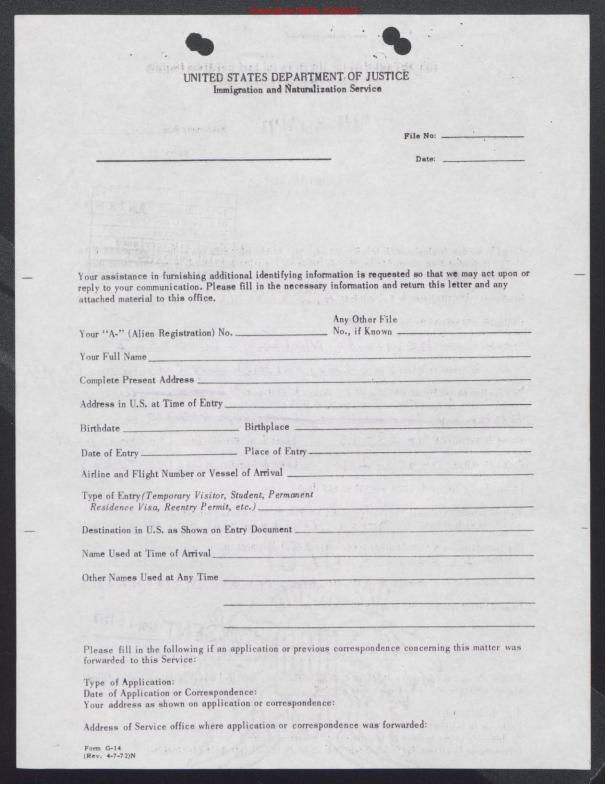 UNITED STATES DEPARTMENT OF JUSTICE
Immigration and Naturalization Service
File No:
Date:
Your assistance in furnishing additional identifying information is requested so that we may act upon or
reply to your communication. Please fill in the necessary information and return this letter and any
attached material to this office.
Any Other File
Your "A-" (Alien Registration) No. No., if Known
Your Full Name
Complete Present Address
Address in U.S. at Time of Entry
Birthdate Birthplace
Date of Entry Place of Entry
Airline and Flight Number or Vessel of Arrival
Type of Entry (Temporary Visitor, Student, Permanent
Residence Visa, Reentry Permit, etc.)
Destination in U.S. as Shown on Entry Document
Name Used at Time of Arrival
Other Names Used at Any Time
Please fill in the following if an application or previous correspondence concerning this matter was
forwarded to this Service:
Type of Application:
Date of Application or Correspondence:
Your address as shown on application or correspondence:
Address of Service office where application or correspondence was forwarded:
Form G-14
(Rev. 4-7-72)N